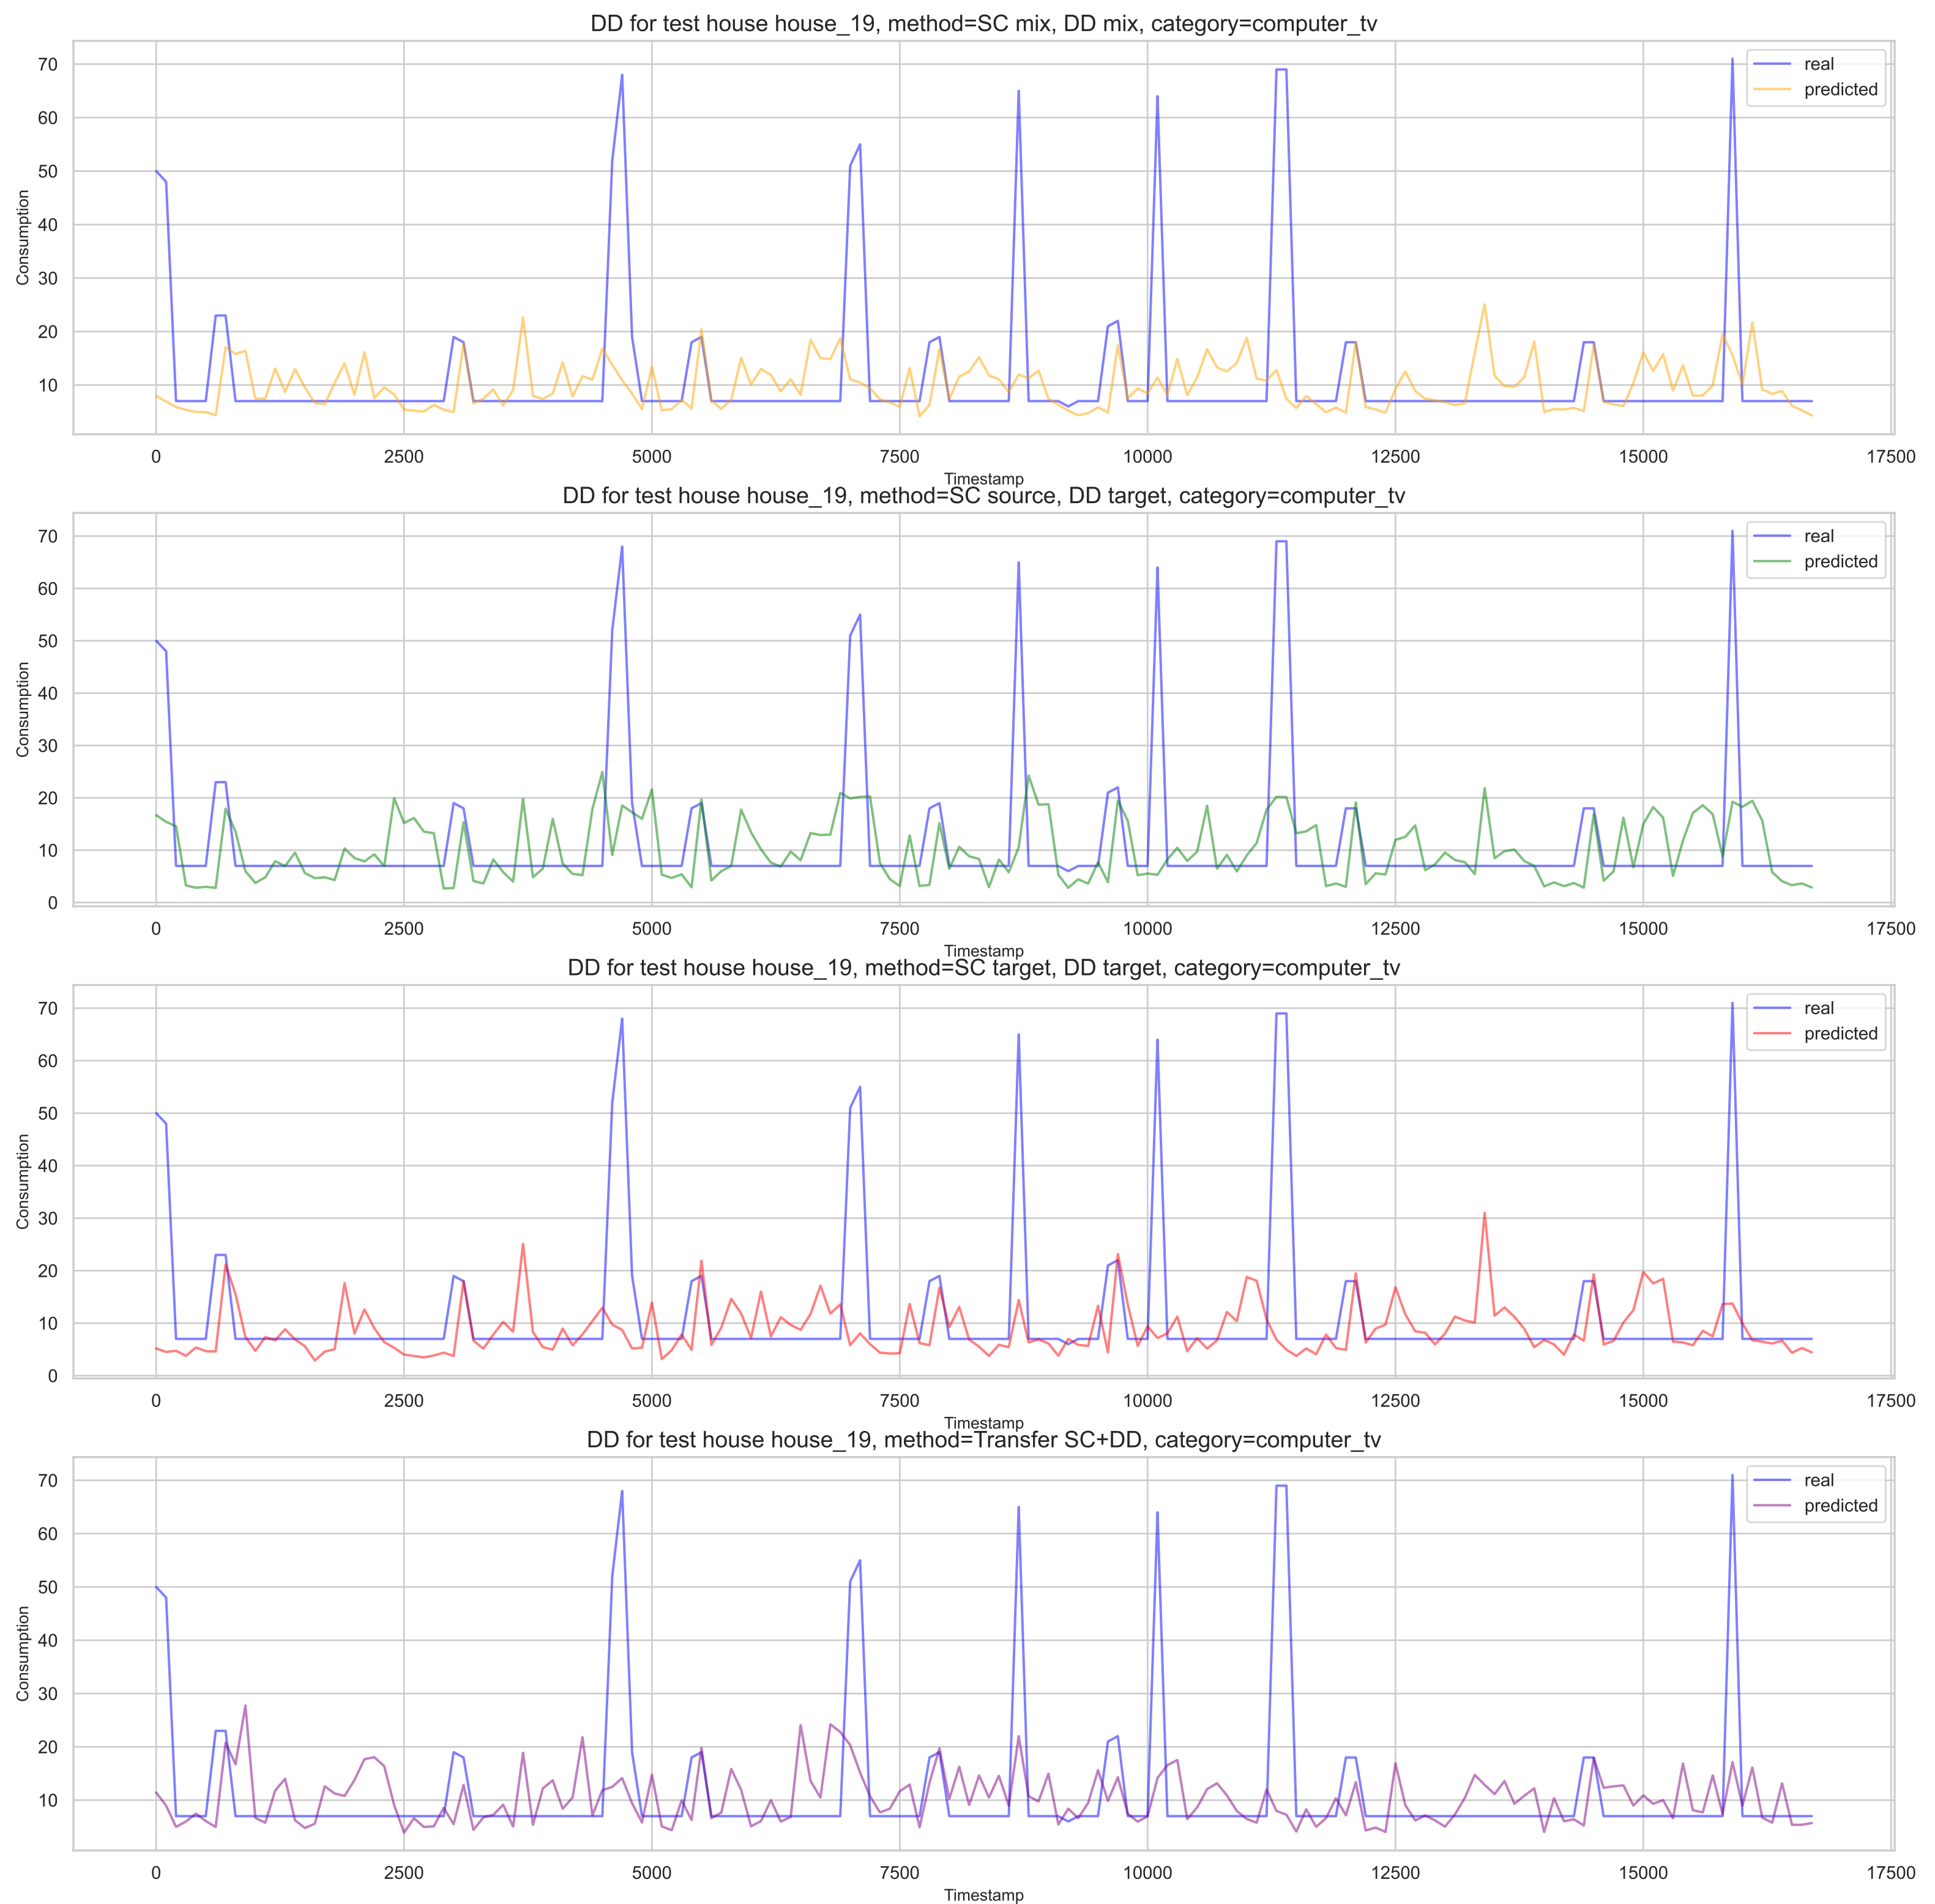 DD for test house house_19, method=SC mix, DD mix, category=computer_tv
70
60
50
40
30
20
10
Consumption
real
predicted
0 2500 5000 7500 10000 12500 15000 17500
Timestamp
DD for test house house_19, method=SC source, DD target, category=computer_tv
70
60
50
40
30
20
10
0
Consumption
real
predicted
0 2500 5000 7500 10000 12500 15000 17500
Timestamp
DD for test house house_19, method=SC target, DD target, category=computer_tv
70
60
50
40
30
20
10
0
Consumption
real
predicted
0 2500 5000 7500 10000 12500 15000 17500
Timestamp
DD for test house house_19, method=Transfer SC+DD, category=computer_tv
70
60
50
40
30
20
10
Consumption
real
predicted
0 2500 5000 7500 10000 12500 15000 17500
Timestamp